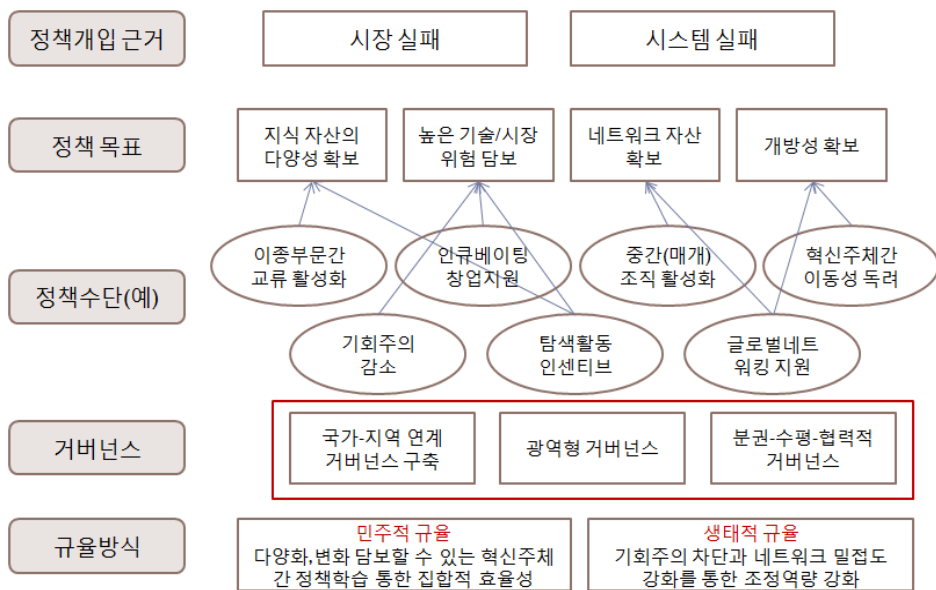 정책개입 근거
시장 실패
시스템 실패
정책 목표
지식 자산의
다양성 확보
높은 기술/시장
위험 담보
네트워크 자산
확보
개방성 확보
정책수단(예)
이종부문간
교류 활성화
인큐베이팅
창업지원
중간(매개)
조직 활성화
혁신주체간
이동성 독려
기회주의
감소
탐색활동
인센티브
글로벌네트
워킹 지원
거버넌스
국가-지역 연계
거버넌스 구축
광역형 거버넌스
분권-수평-협력적
거버넌스
규율방식
민주적 규율
다양화,변화 담보할 수 있는 혁신주체
간 정책학습 통한 집합적 효율성
생태적 규율
기회주의 차단과 네트워크 밀접도
강화를 통한 조정역량 강화